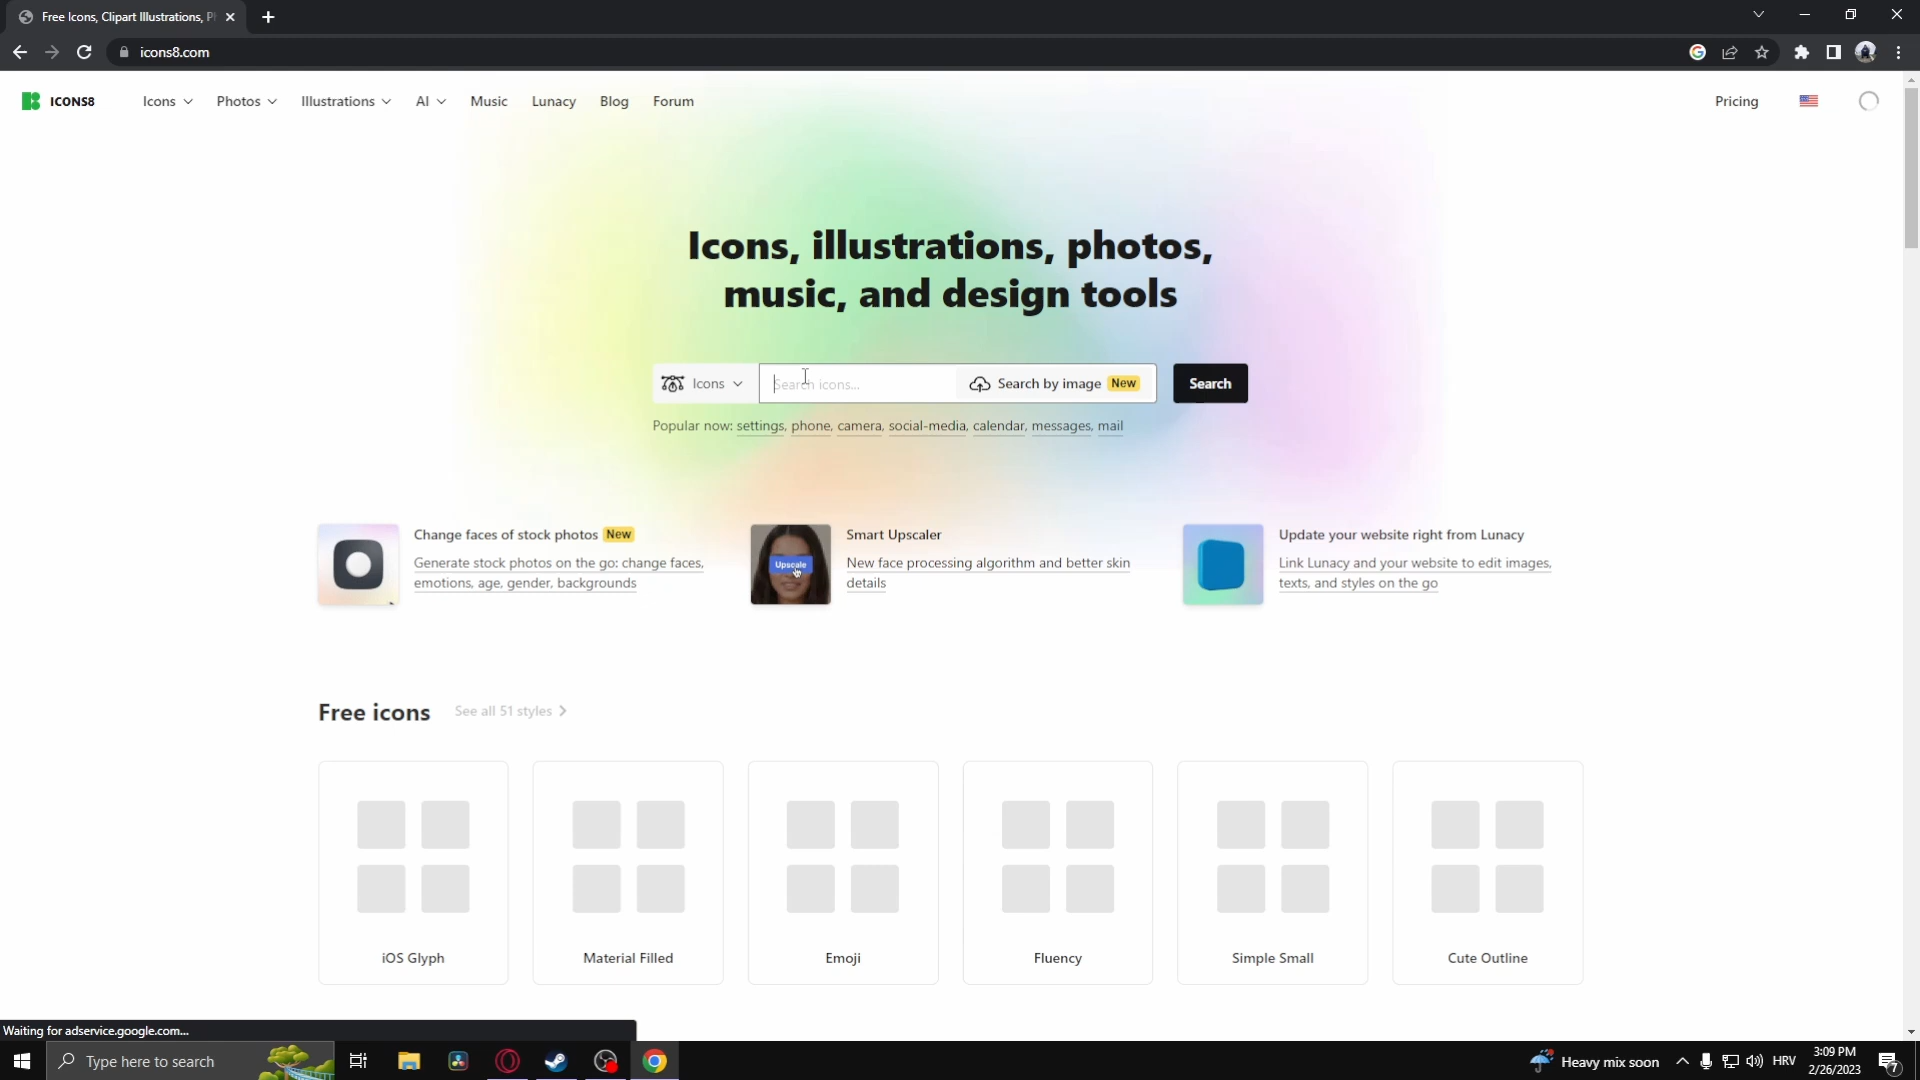 Free Icons, Clipart Illustrations, P
icons8.com
ICONS8
Icons
Photos
Illustrations
AI
Music
Lunacy
Blog
Forum
Pricing
Icons, illustrations, photos,
music, and design tools
Icons
Search icons...
Search by image New
Search
Popular now: settings, phone, camera, social-media, calendar, messages, mail
Change faces of stock photos New
Generate stock photos on the go: change faces,
emotions, age, gender, backgrounds
Upscale
Smart Upscaler
New face processing algorithm and better skin
details
Update your website right from Lunacy
Link Lunacy and your website to edit images,
texts, and styles on the go
Free icons
See all 51 styles
iOS Glyph
Material Filled
Emoji
Fluency
Simple Small
Cute Outline
Waiting for adservice.google.com...
Type here to search
Heavy mix soon
HRV
3:09 PM
2/26/2023
7